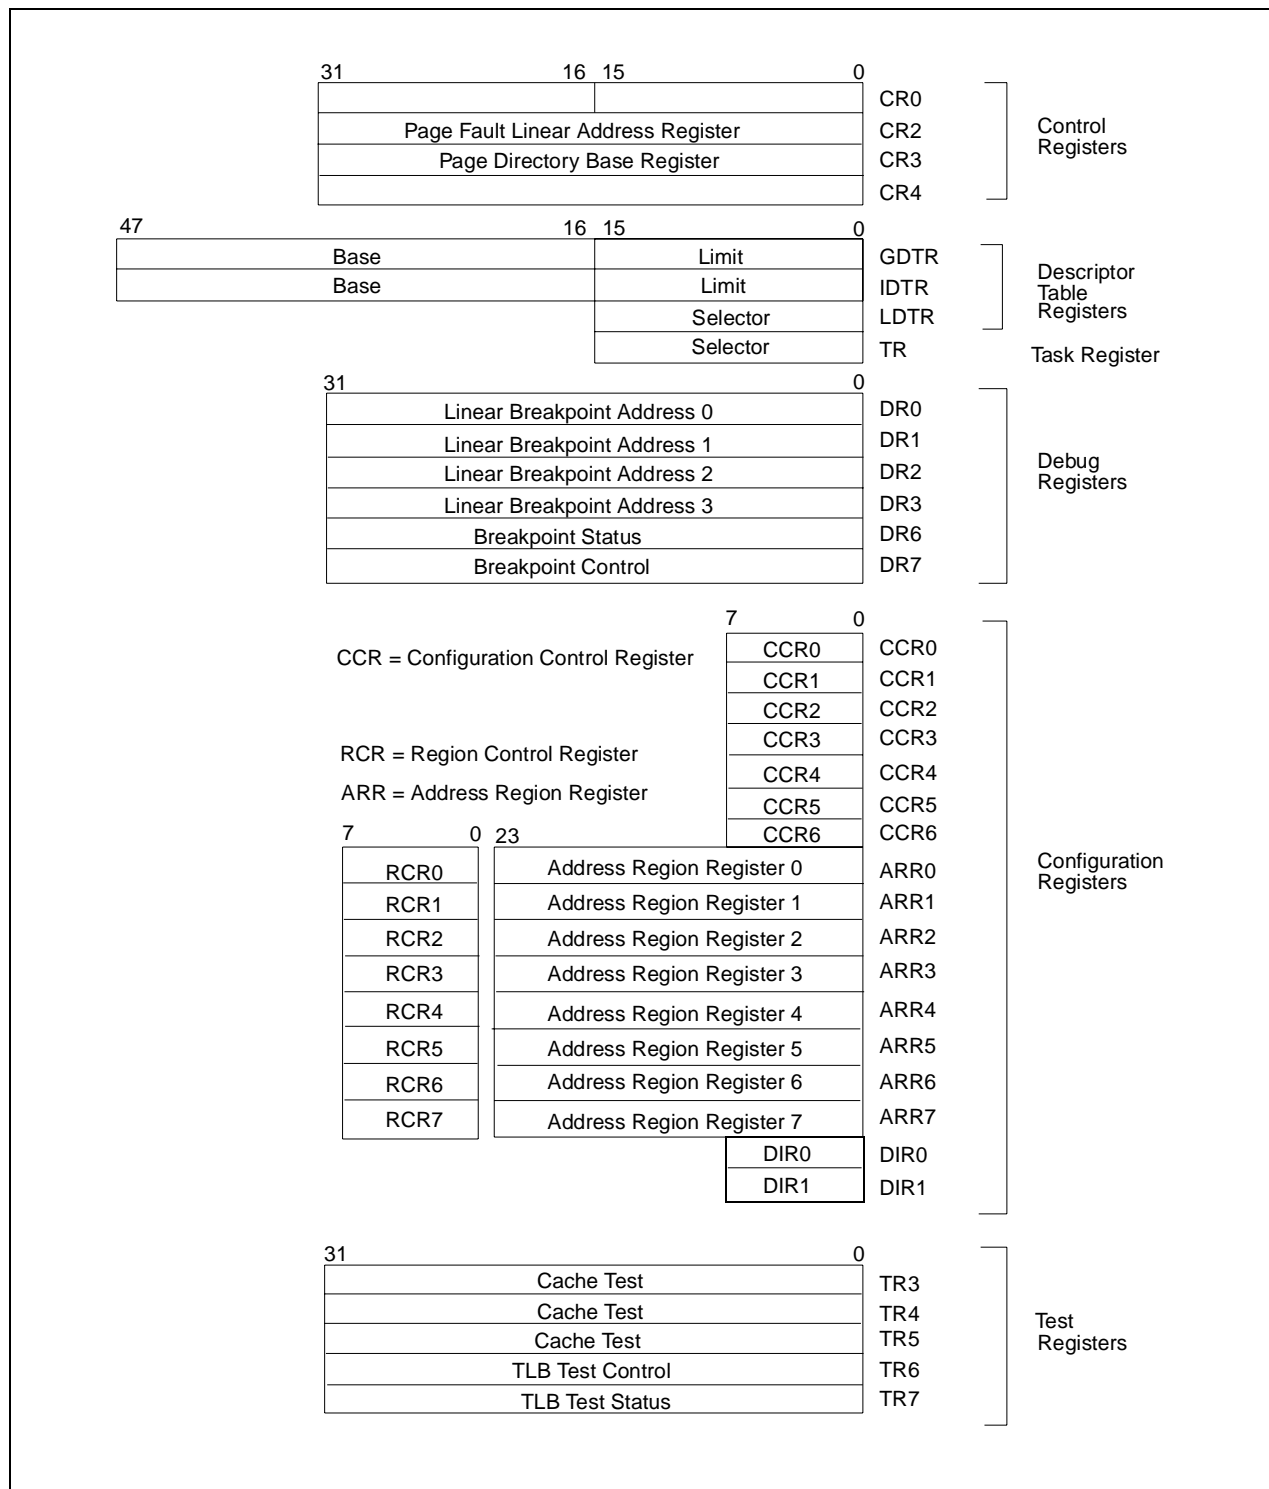 31 16 15 0
CR0
Page Fault Linear Address Register CR2
Page Directory Base Register CR3
CR4
Control
Registers
47 16 15 0
Base Limit GDTR
Base Limit IDTR
Selector LDTR
Descriptor
Table
Registers
Selector TR Task Register
31 0
Linear Breakpoint Address 0 DR0
Linear Breakpoint Address 1 DR1
Linear Breakpoint Address 2 DR2
Linear Breakpoint Address 3 DR3
Breakpoint Status DR6
Breakpoint Control DR7
Debug
Registers
7 0
CCR0 CCR0
CCR = Configuration Control Register
CCR1 CCR1
CCR2 CCR2
CCR3 CCR3
RCR = Region Control Register
CCR4 CCR4
ARR = Address Region Register
CCR5 CCR5
CCR6 CCR6
7 0 23
RCR0 Address Region Register 0 ARR0
RCR1 Address Region Register 1 ARR1
RCR2 Address Region Register 2 ARR2
RCR3 Address Region Register 3 ARR3
RCR4 Address Region Register 4 ARR4
RCR5 Address Region Register 5 ARR5
RCR6 Address Region Register 6 ARR6
RCR7 Address Region Register 7 ARR7
DIR0 DIR0
DIR1 DIR1
Configuration
Registers
31 0
Cache Test TR3
Cache Test TR4
Cache Test TR5
TLB Test Control TR6
TLB Test Status TR7
Test
Registers